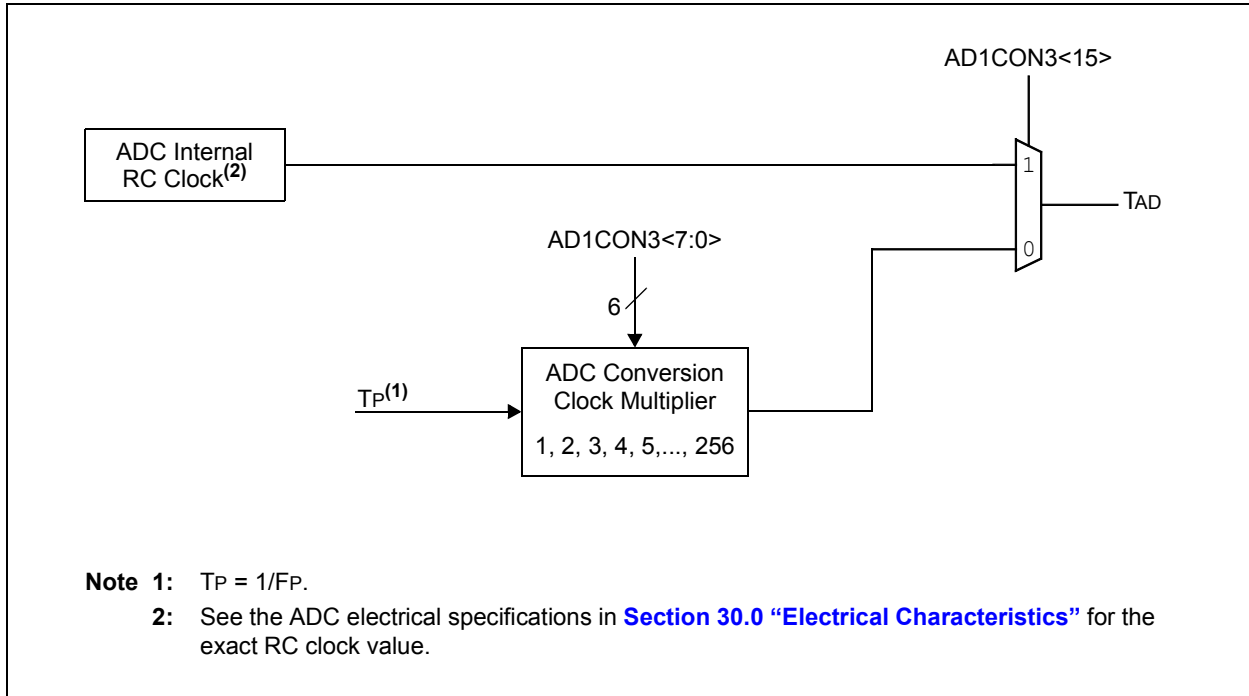 AD1CON3<15>
ADC Internal
RC Clock(2)
1
TAD
AD1CON3<7:0>
0
6
ADC Conversion
Clock Multiplier
TP(1)
1, 2, 3, 4, 5,..., 256
Note 1: TP = 1/FP.
2: See the ADC electrical specifications in Section 30.0 “Electrical Characteristics” for the
exact RC clock value.